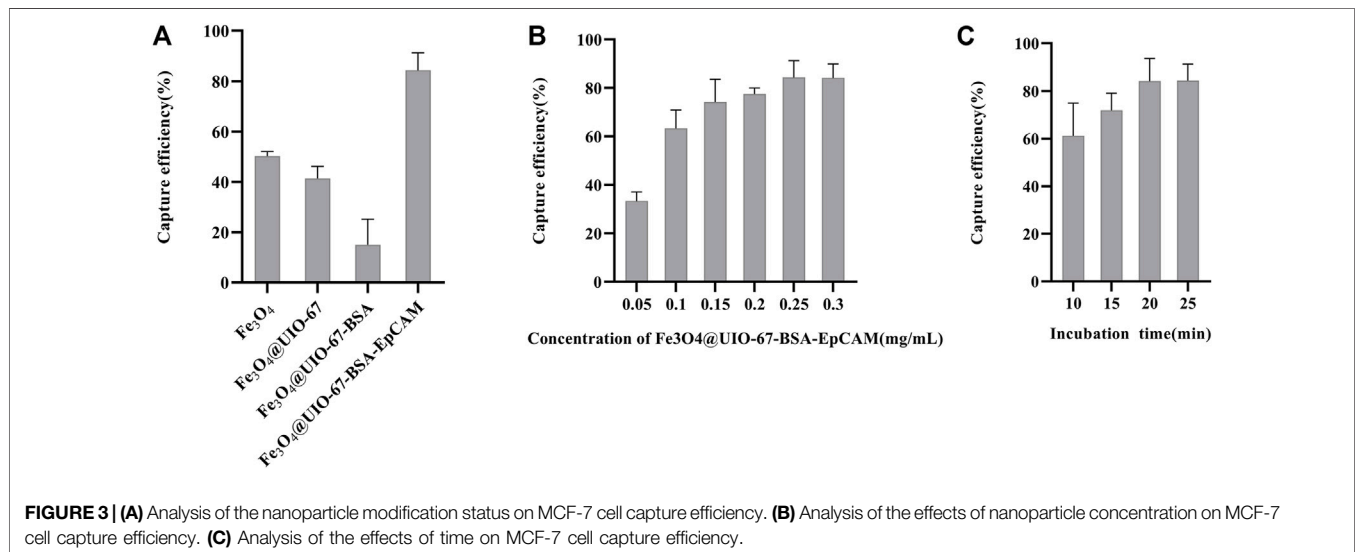 A
Capture efficiency(%)
100
80
60
40
20
0
Fe₃O₄
Fe₃O₄@UIO-67
Fe₃O₄@UIO-67-BSA
Fe₃O₄@UIO-67-BSA-EpCAM
B
Capture efficiency(%)
100
80
60
40
20
0
0.05 0.1 0.15 0.2 0.25 0.3
Concentration of Fe3O4@UIO-67-BSA-EpCAM(mg/mL)
C
Capture efficiency(%)
100
80
60
40
20
0
10 15 20 25
Incubation time(min)
FIGURE 3 | (A) Analysis of the nanoparticle modification status on MCF-7 cell capture efficiency. (B) Analysis of the effects of nanoparticle concentration on MCF-7
cell capture efficiency. (C) Analysis of the effects of time on MCF-7 cell capture efficiency.